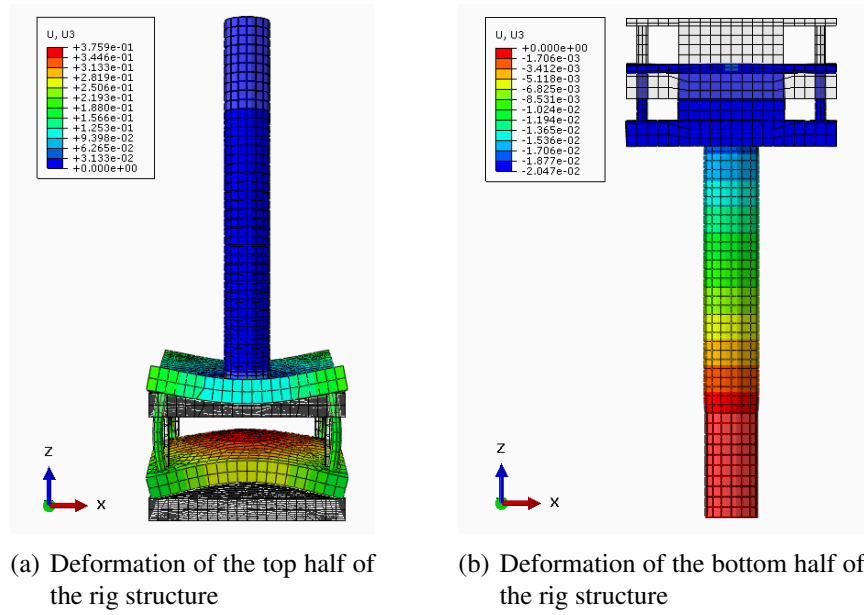 U, U3
+3.759e-01
+3.446e-01
+3.133e-01
+2.819e-01
+2.506e-01
+2.193e-01
+1.880e-01
+1.566e-01
+1.253e-01
+9.398e-02
+6.265e-02
+3.133e-02
+0.000e+00
Z
X
(a) Deformation of the top half of
the rig structure
U, U3
+0.000e+00
-1.706e-03
-3.412e-03
-5.118e-03
-6.825e-03
-8.531e-03
-1.024e-02
-1.194e-02
-1.365e-02
-1.536e-02
-1.706e-02
-1.877e-02
-2.047e-02
Z
X
(b) Deformation of the bottom half of
the rig structure